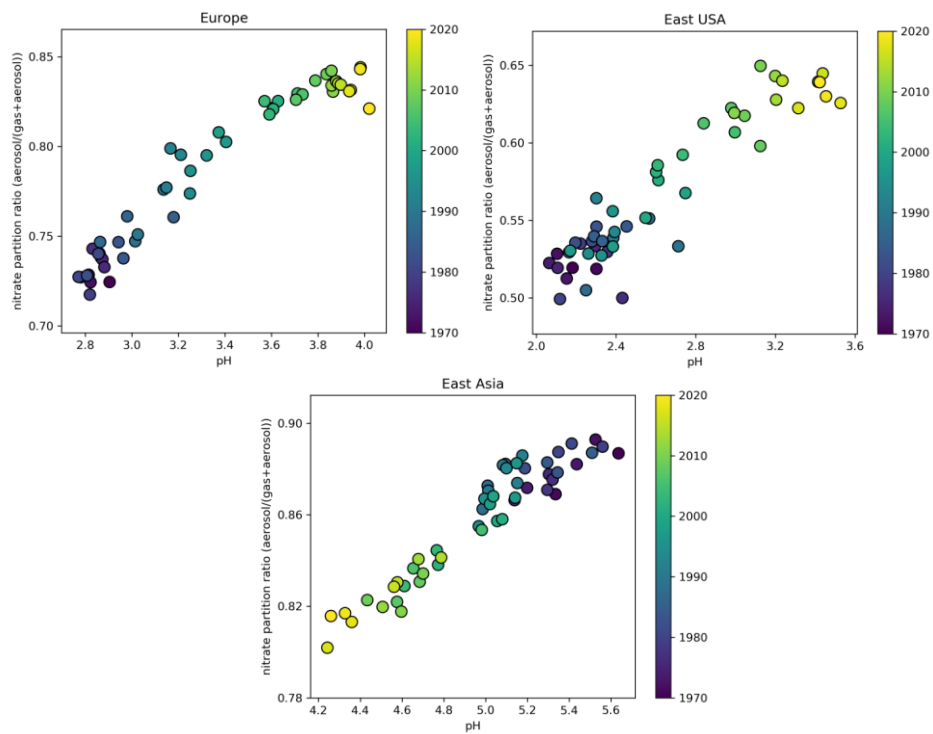 Europe
nitrate partition ratio (aerosol/(gas+aerosol))
0.85
0.80
0.75
0.70
2.8 3.0 3.2 3.4 3.6 3.8 4.0
pH
2020
2010
2000
1990
1980
1970
East USA
nitrate partition ratio (aerosol/(gas+aerosol))
0.65
0.60
0.55
0.50
2.0 2.4 2.8 3.2 3.6
pH
2020
2010
2000
1990
1980
1970
East Asia
nitrate partition ratio (aerosol/(gas+aerosol))
0.90
0.86
0.82
0.78
4.2 4.4 4.6 4.8 5.0 5.2 5.4 5.6
pH
2020
2010
2000
1990
1980
1970